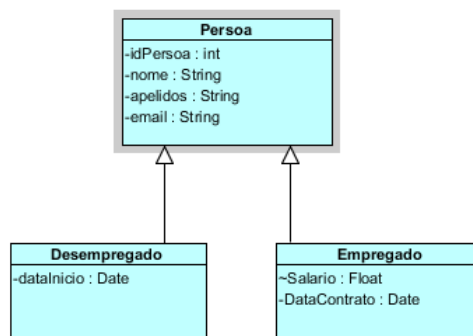 Persoa
-idPersoa : int
-nome : String
-apelidos : String
-email : String
Desempregado
-dataInicio : Date
Empregado
~Salario : Float
-DataContrato : Date